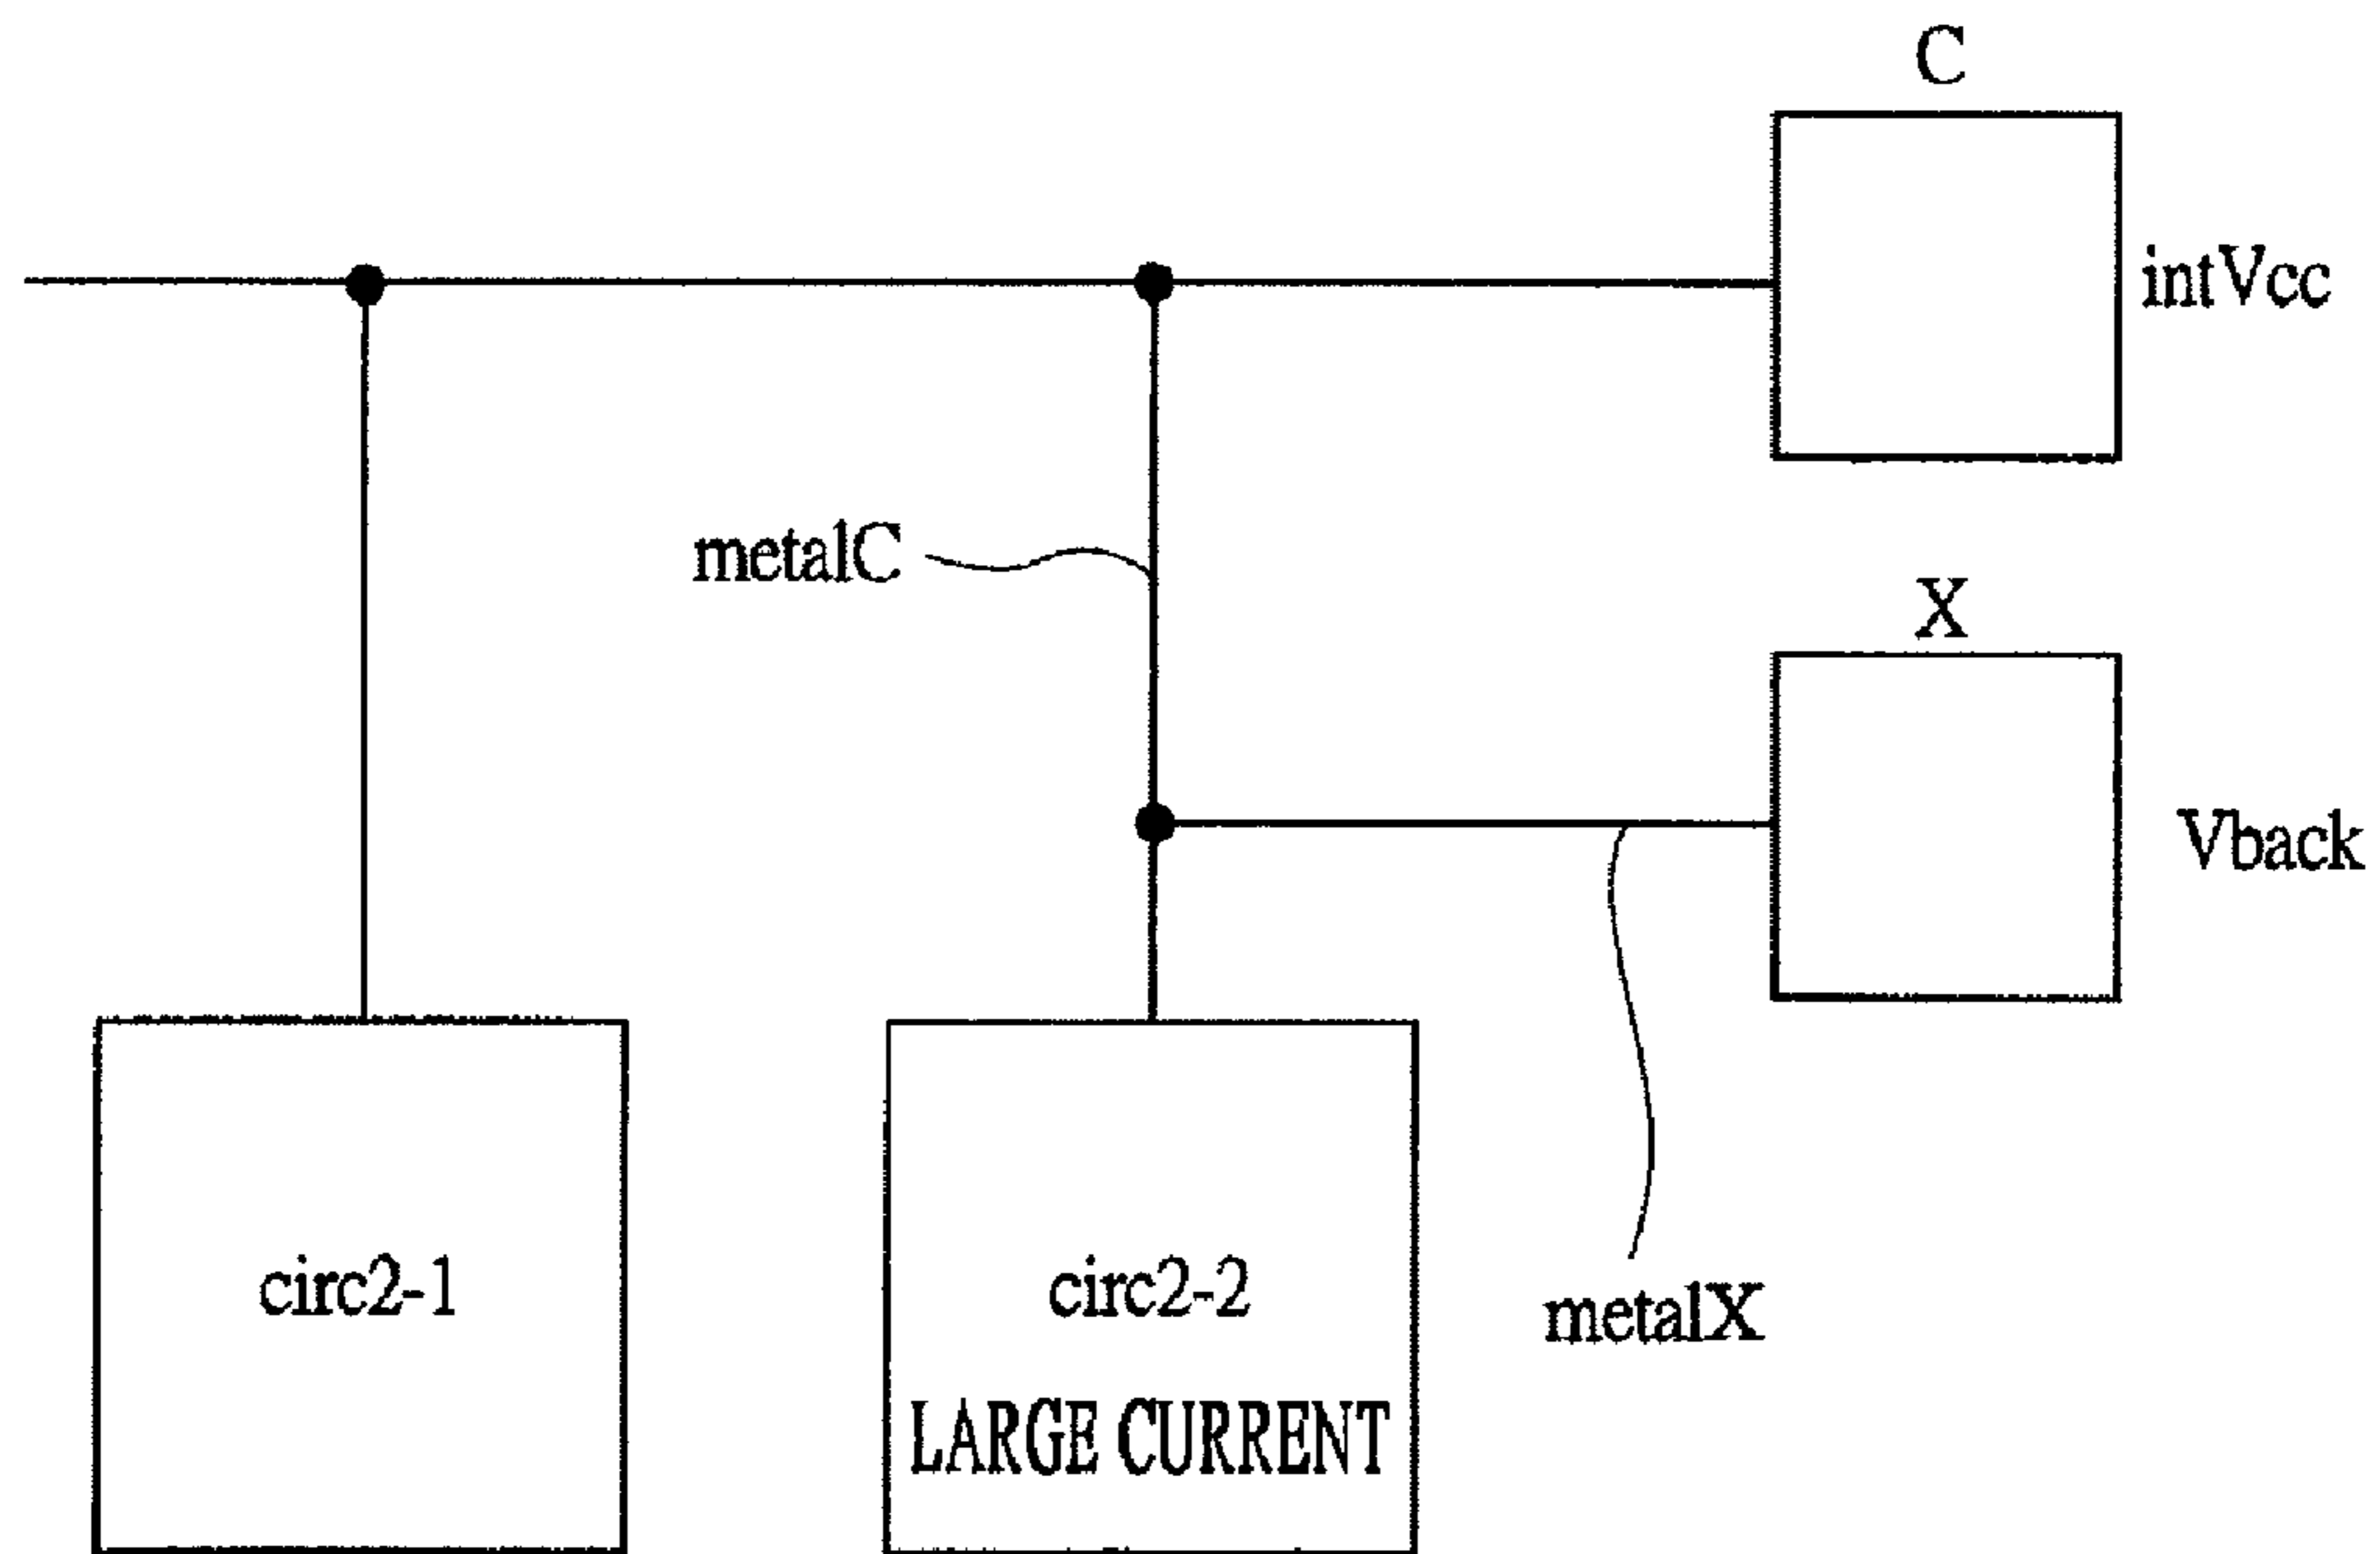 C
intVcc
metalC
X
Vback
circ2-1
circ2-2
metalX
LARGE CURRENT